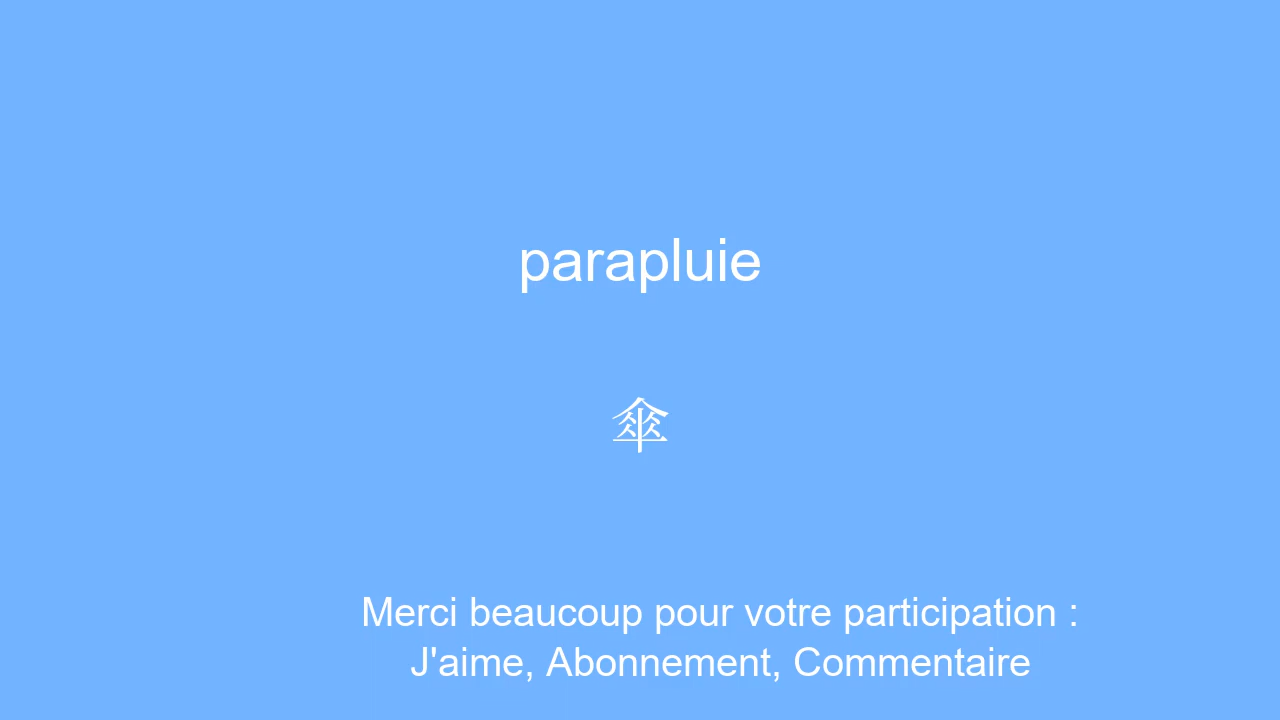 parapluie
傘
Merci beaucoup pour votre participation :
J'aime, Abonnement, Commentaire